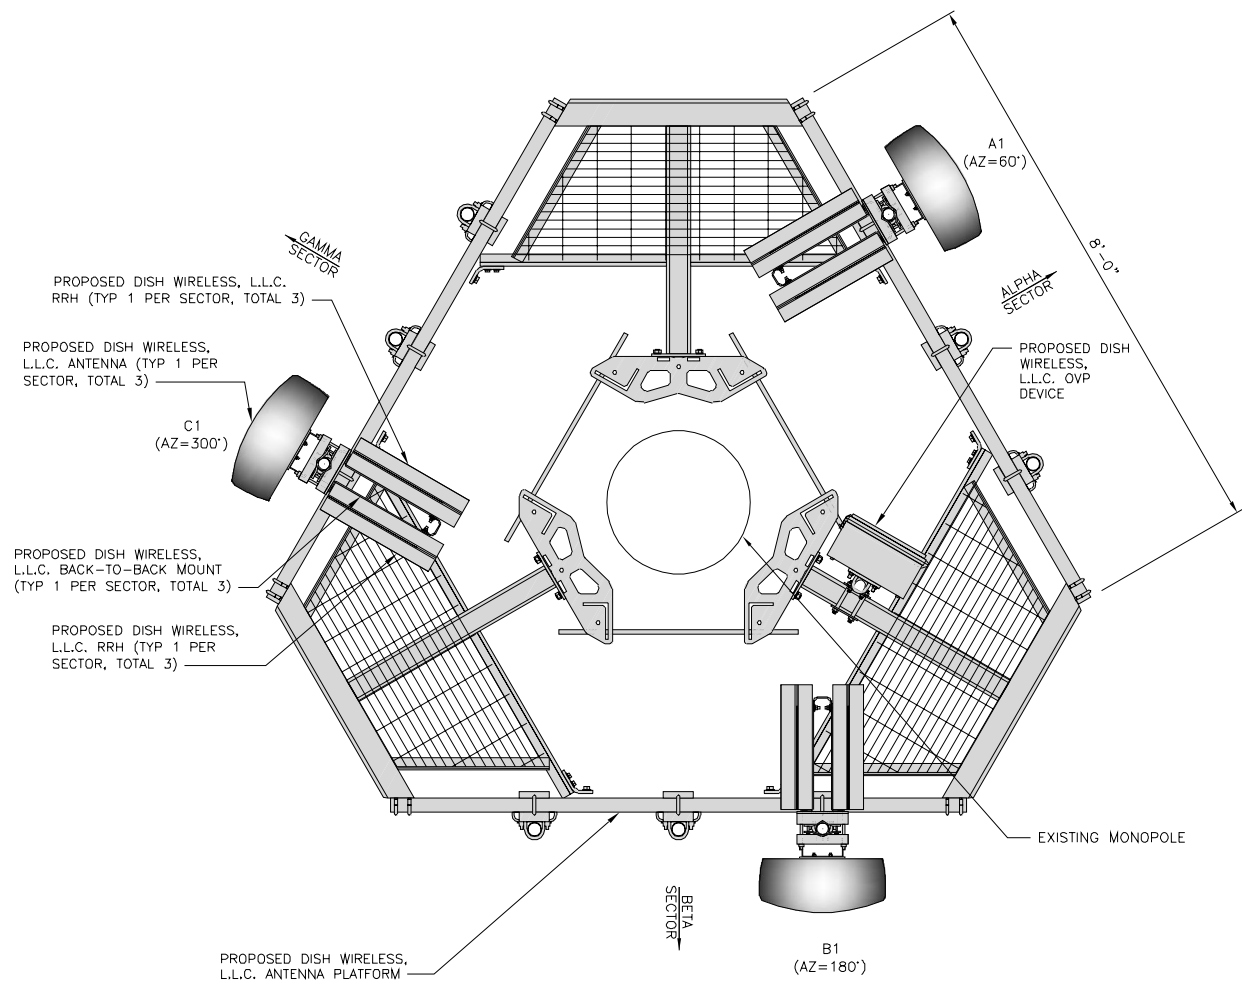 A1
(AZ=60°)
GAMMA
SECTOR
8'-0"
ALPHA
SECTOR
PROPOSED DISH WIRELESS, L.L.C.
RRH (TYP 1 PER SECTOR, TOTAL 3)
PROPOSED DISH WIRELESS,
L.L.C. ANTENNA (TYP 1 PER
SECTOR, TOTAL 3)
PROPOSED DISH
WIRELESS,
L.L.C. OVP
DEVICE
C1
(AZ=300°)
PROPOSED DISH WIRELESS,
L.L.C. BACK-TO-BACK MOUNT
(TYP 1 PER SECTOR, TOTAL 3)
PROPOSED DISH WIRELESS,
L.L.C. RRH (TYP 1 PER
SECTOR, TOTAL 3)
EXISTING MONOPOLE
BETA
SECTOR
B1
(AZ=180°)
PROPOSED DISH WIRELESS,
L.L.C. ANTENNA PLATFORM